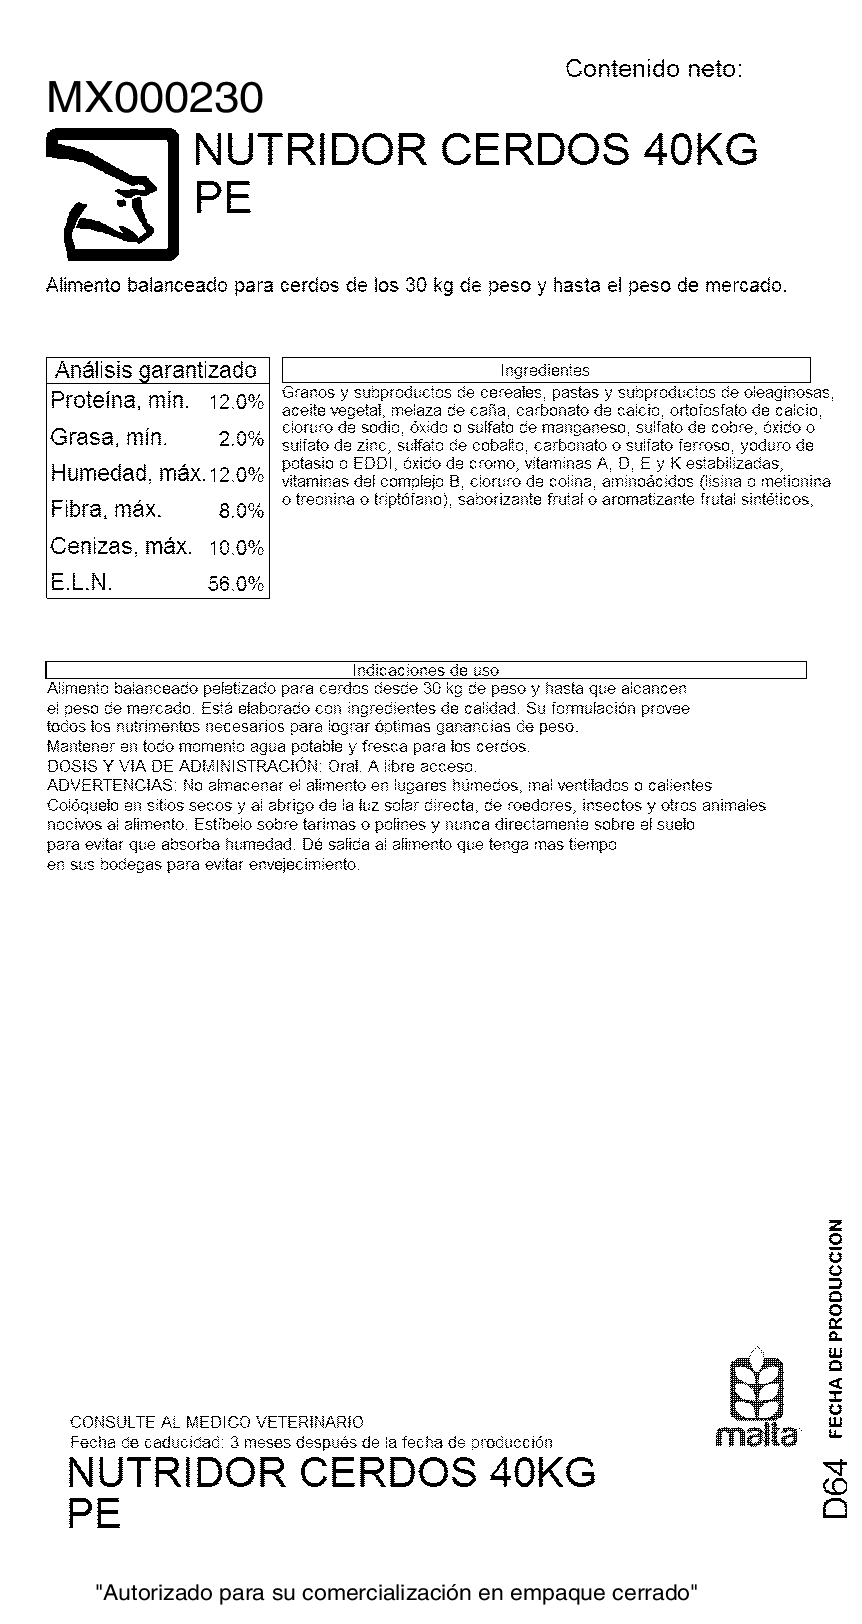 Contenido neto:
MX000230
NUTRIDOR CERDOS 40KG
PE
Alimento balanceado para cerdos de los 30 kg de peso y hasta el peso de mercado.
Análisis garantizado
Proteína, mín. 12.0%
Grasa, mín. 2.0%
Humedad, máx. 12.0%
Fibra, máx. 8.0%
Cenizas, máx. 10.0%
E.L.N. 56.0%
Ingredientes
Granos y subproductos de cereales, pastas y subproductos de oleaginosas,
aceite vegetal, melaza de caña, carbonato de calcio, ortofosfato de calcio,
cloruro de sodio, óxido o sulfato de manganeso, sulfato de cobre, óxido o
sulfato de zinc, sulfato de cobalto, carbonato o sulfato ferroso, yoduro de
potasio o EDDI, óxido de cromo, vitaminas A, D, E y K estabilizadas,
vitaminas del complejo B, cloruro de colina, aminoácidos (lisina o metionina
o treonina o triptófano), saborizante frutal o aromatizante frutal sintéticos,
Indicaciones de uso
Alimento balanceado peletizado para cerdos desde 30 kg de peso y hasta que alcancen
el peso de mercado. Está elaborado con ingredientes de calidad. Su formulación provee
todos los nutrimentos necesarios para lograr óptimas ganancias de peso.
Mantener en todo momento agua potable y fresca para los cerdos.
DOSIS Y VIA DE ADMINISTRACIÓN: Oral. A libre acceso.
ADVERTENCIAS: No almacenar el alimento en lugares húmedos, mal ventilados o calientes
Colóquelo en sitios secos y al abrigo de la luz solar directa, de roedores, insectos y otros animales
nocivos al alimento. Estíbelo sobre tarimas o polines y nunca directamente sobre el suelo
para evitar que absorba humedad. Dé salida al alimento que tenga mas tiempo
en sus bodegas para evitar envejecimiento.
FECHA DE PRODUCCION
D64
malta
CONSULTE AL MEDICO VETERINARIO
Fecha de caducidad: 3 meses después de la fecha de producción
NUTRIDOR CERDOS 40KG
PE
"Autorizado para su comercialización en empaque cerrado"